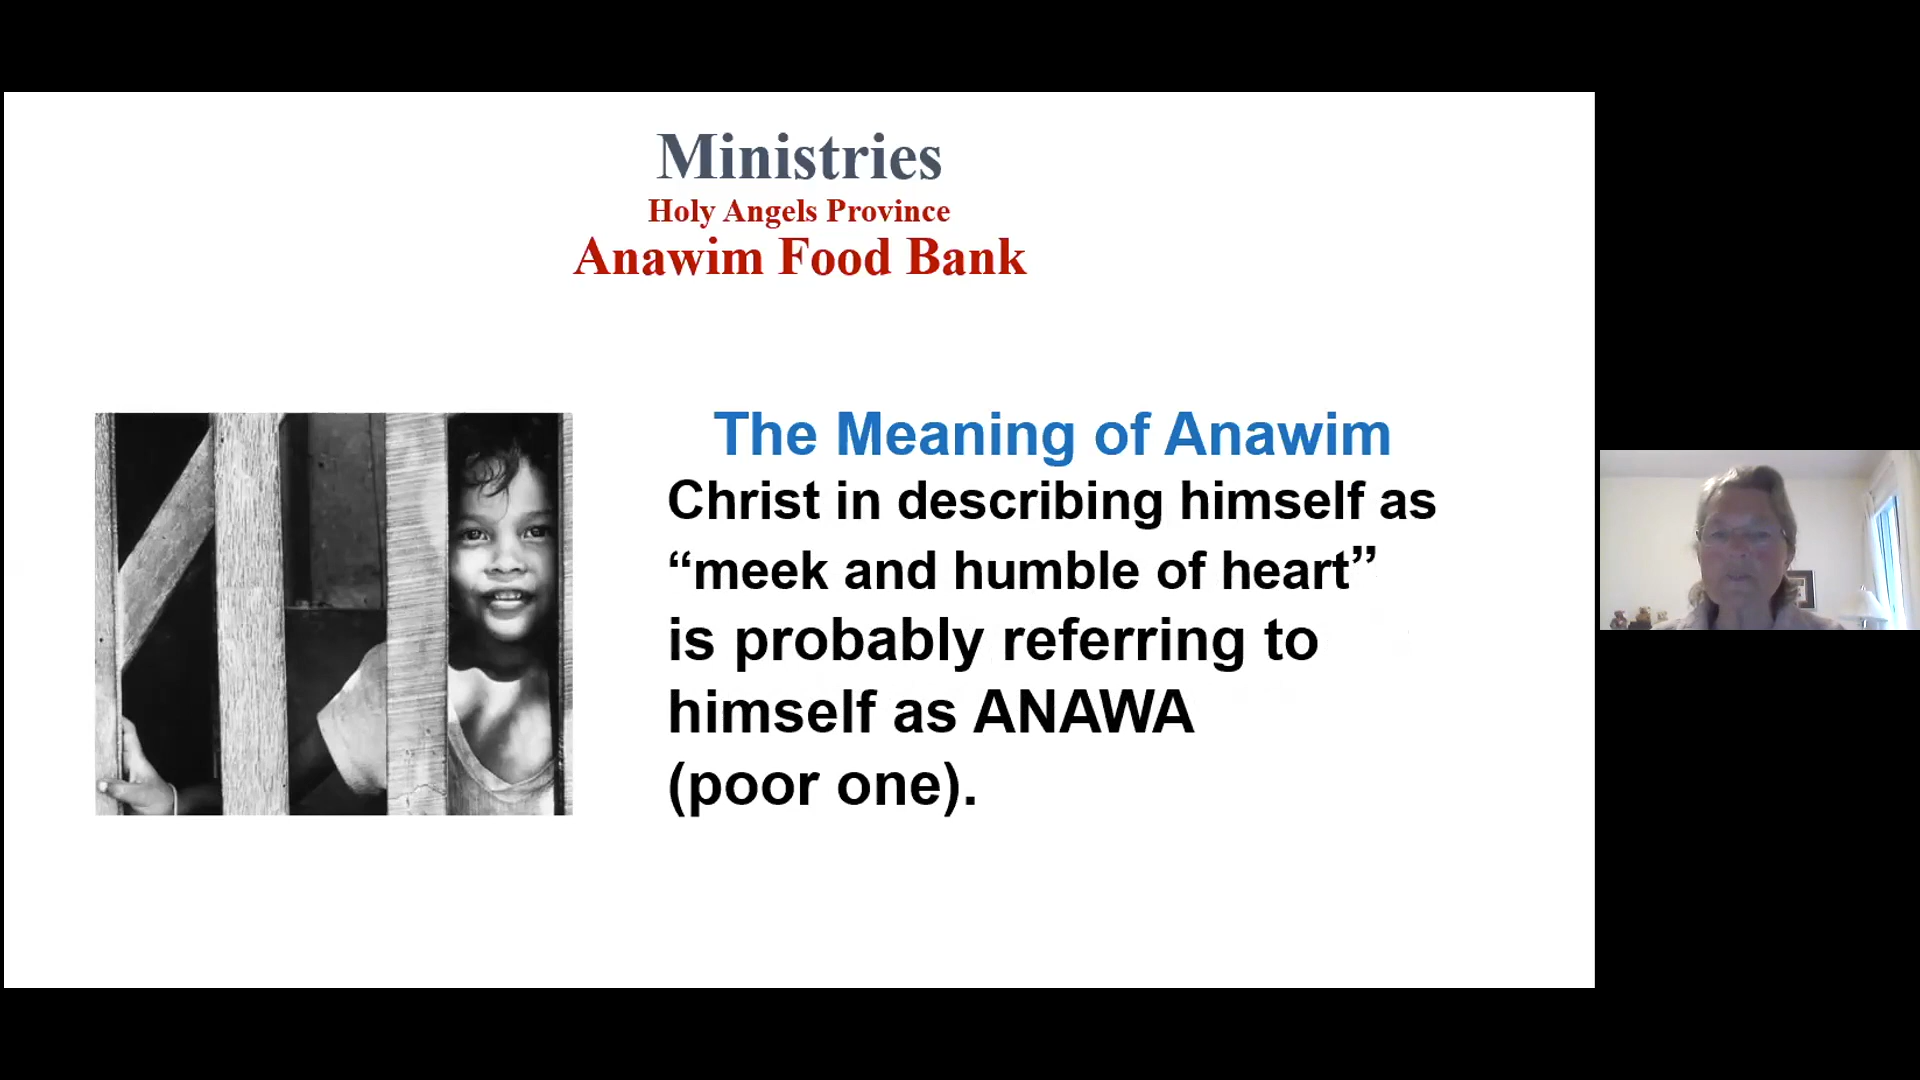 Ministries
Holy Angels Province
Anawim Food Bank
The Meaning of Anawim
Christ in describing himself as
“meek and humble of heart”
is probably referring to
himself as ANAWA
(poor one).